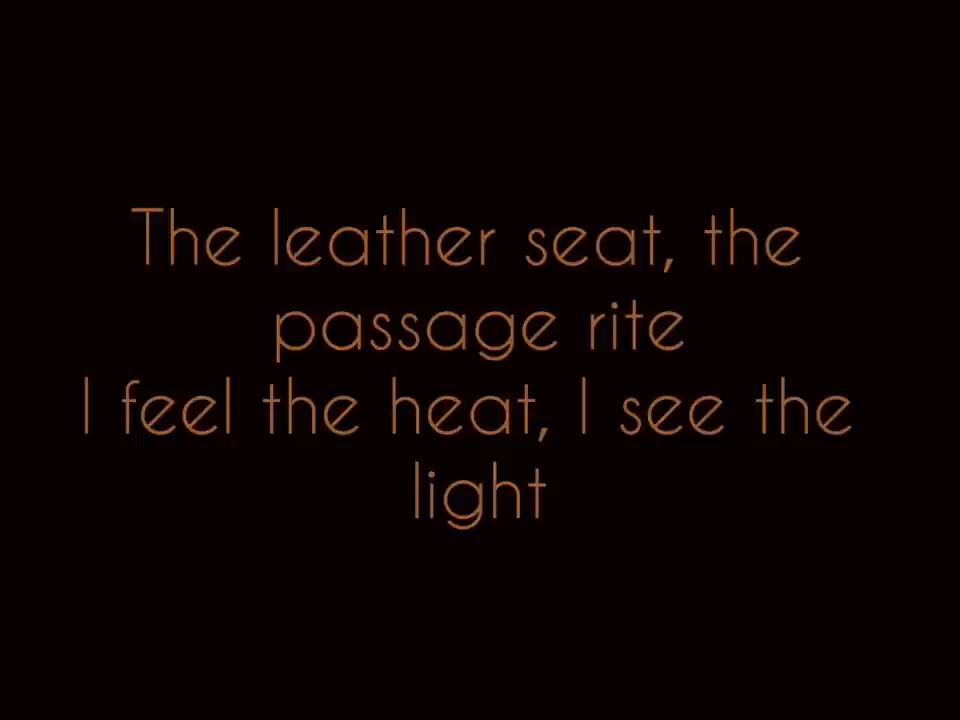 The leather seat, the
passage rite
I feel the heat, I see the
light